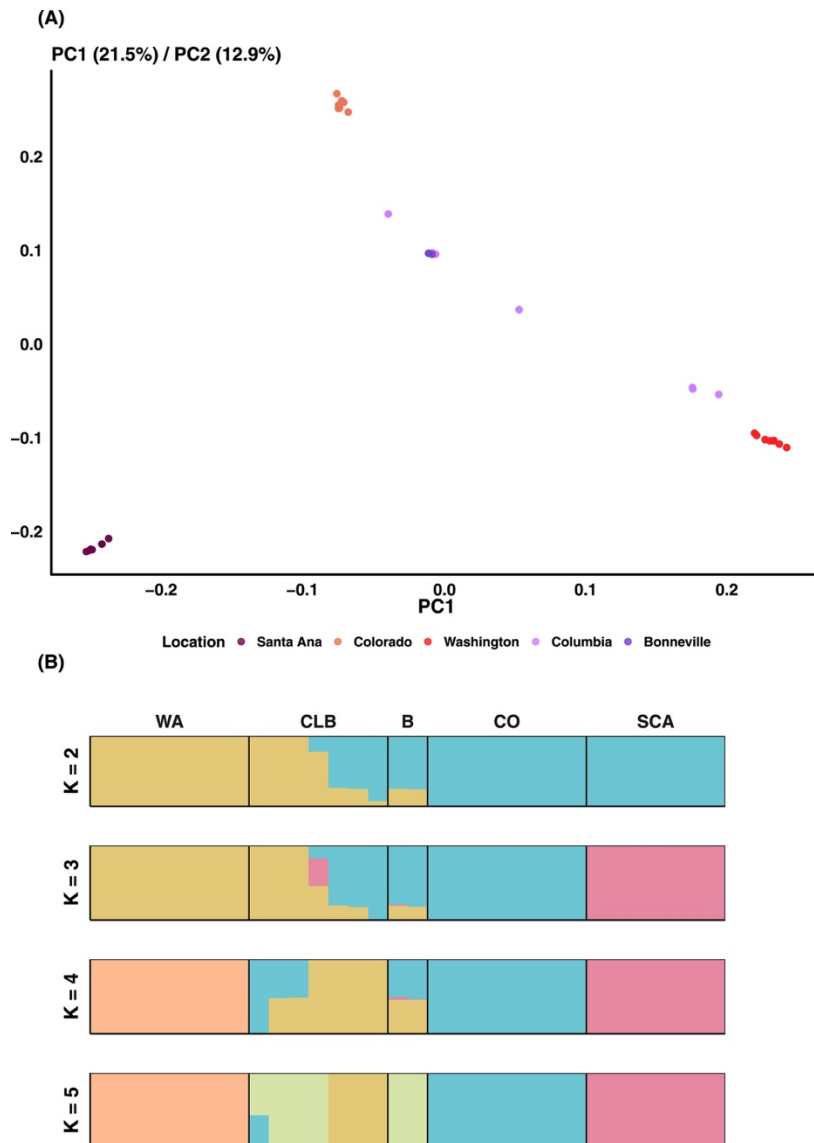 (A)
PC1 (21.5%) / PC2 (12.9%)
0.2
0.1
0.0
−0.1
−0.2
−0.2 −0.1 0.0 0.1 0.2
PC1
Location Santa Ana Colorado Washington Columbia Bonneville
(B)
WA CLB B CO SCA
K = 2
K = 3
K = 4
K = 5